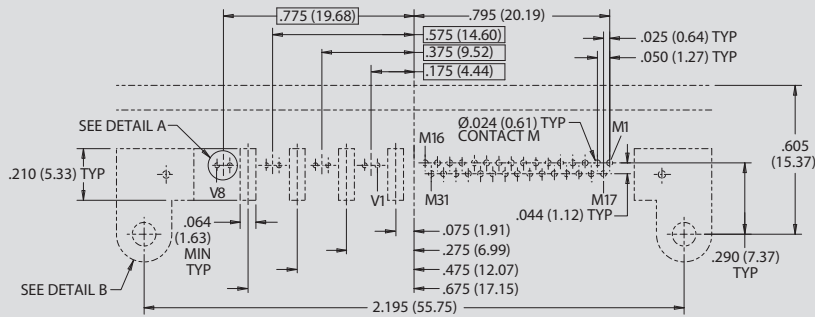 .775 (19.68)
.795 (20.19)
.575 (14.60)
.375 (9.52)
.175 (4.44)
.025 (0.64) TYP
.050 (1.27) TYP
SEE DETAIL A
Ø.024 (0.61) TYP
CONTACT M
M1
M16
.605
(15.37)
.210 (5.33) TYP
V8
V1
M31
M17
.064
(1.63)
MIN
TYP
.044 (1.12) TYP
.075 (1.91)
.275 (6.99)
.475 (12.07)
.675 (17.15)
.290 (7.37)
TYP
SEE DETAIL B
2.195 (55.75)